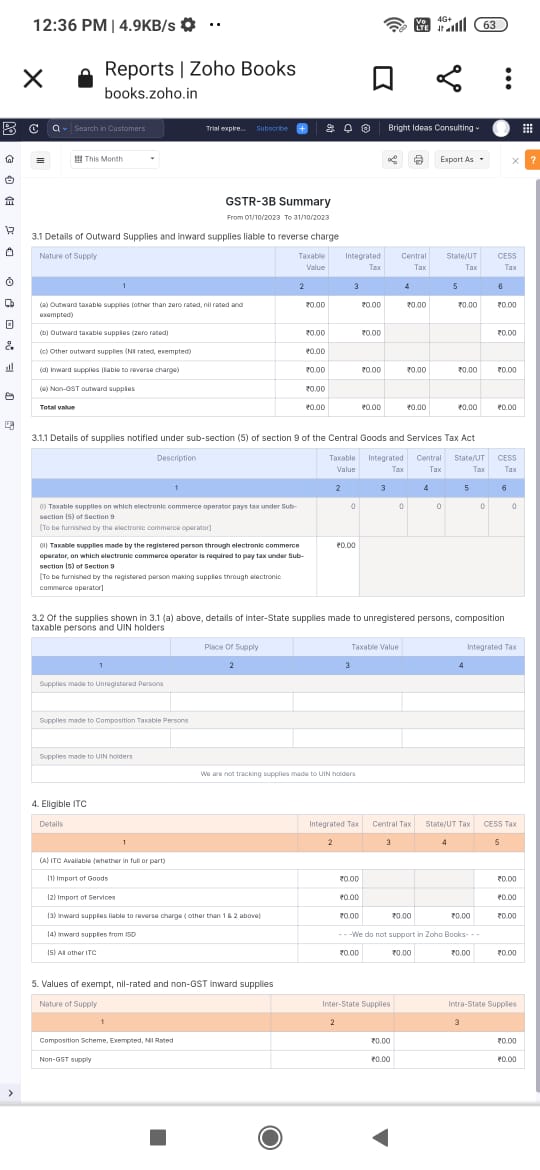 12:36 PM | 4.9KB/s
Vo LTE 4G+ 63
Reports | Zoho Books
books.zoho.in
Search in Customers Trial expire... Subscribe Bright Ideas Consulting
This Month Export As ?
GSTR-3B Summary
From 01/10/2023 To 31/10/2023
3.1 Details of Outward Supplies and inward supplies liable to reverse charge
Nature of Supply Taxable Value Integrated Tax Central Tax State/UT Tax CESS Tax
1 2 3 4 5 6
(a) Outward taxable supplies (other than zero rated, nil rated and exempted) ₹0.00 ₹0.00 ₹0.00 ₹0.00 ₹0.00
(b) Outward taxable supplies (zero rated) ₹0.00 ₹0.00 ₹0.00
(c) Other outward supplies (Nil rated, exempted) ₹0.00
(d) Inward supplies (liable to reverse charge) ₹0.00 ₹0.00 ₹0.00 ₹0.00 ₹0.00
(e) Non-GST outward supplies ₹0.00
Total value ₹0.00 ₹0.00 ₹0.00 ₹0.00 ₹0.00
3.1.1 Details of supplies notified under sub-section (5) of section 9 of the Central Goods and Services Tax Act
Description Taxable Value Integrated Tax Central Tax State/UT Tax CESS Tax
1 2 3 4 5 6
(i) Taxable supplies on which electronic commerce operator pays tax under Sub-
section (5) of Section 9
[To be furnished by the electronic commerce operator] 0 0 0 0 0
(ii) Taxable supplies made by the registered person through electronic commerce
operator, on which electronic commerce operator is required to pay tax under Sub-
section (5) of Section 9
[To be furnished by the registered person making supplies through electronic
commerce operator] ₹0.00
3.2 Of the supplies shown in 3.1 (a) above, details of inter-State supplies made to unregistered persons, composition
taxable persons and UIN holders
Place Of Supply Taxable Value Integrated Tax
1 2 3 4
Supplies made to Unregistered Persons
Supplies made to Composition Taxable Persons
Supplies made to UIN holders
We are not tracking supplies made to UIN holders
4. Eligible ITC
Details Integrated Tax Central Tax State/UT Tax CESS Tax
1 2 3 4 5
(A) ITC Available (whether in full or part)
(1) Import of Goods ₹0.00 ₹0.00
(2) Import of Services ₹0.00 ₹0.00
(3) Inward supplies liable to reverse charge ( other than 1 & 2 above) ₹0.00 ₹0.00 ₹0.00 ₹0.00
(4) Inward supplies from ISD - - -We do not support in Zoho Books- - -
(5) All other ITC ₹0.00 ₹0.00 ₹0.00 ₹0.00
5. Values of exempt, nil-rated and non-GST inward supplies
Nature of Supply Inter-State Supplies Intra-State Supplies
1 2 3
Composition Scheme, Exempted, Nil Rated ₹0.00 ₹0.00
Non-GST supply ₹0.00 ₹0.00